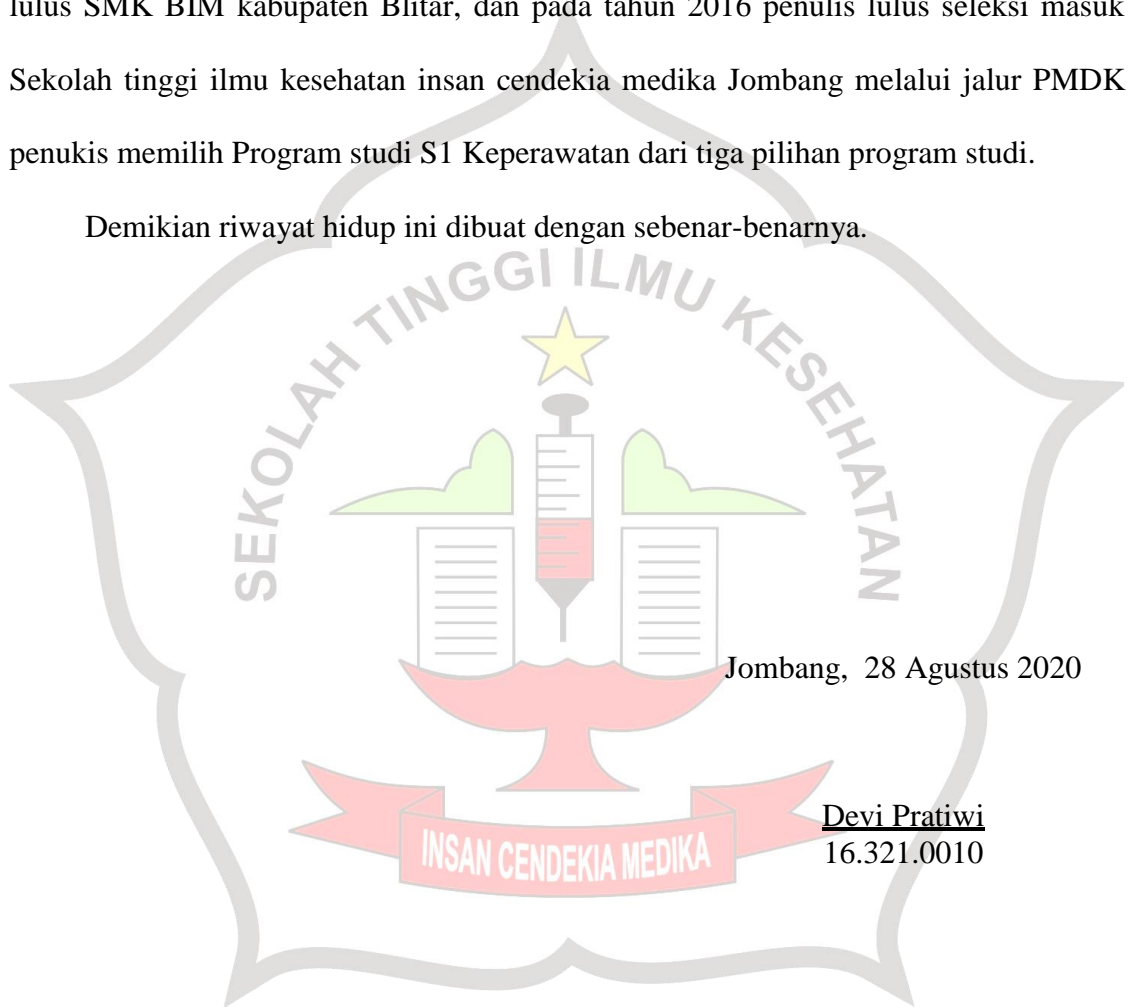 lulus SMK BIM kabupaten Blitar, dan pada tahun 2016 penulis lulus seleksi masuk
Sekolah tinggi ilmu kesehatan insan cendekia medika Jombang melalui jalur PMDK
penukis memilih Program studi S1 Keperawatan dari tiga pilihan program studi.
Demikian riwayat hidup ini dibuat dengan sebenar-benarnya.
SEKOLAH TINGGI ILMU KESEHATAN
Jombang, 28 Agustus 2020
Devi Pratiwi
16.321.0010
INSAN CENDEKIA MEDIKA